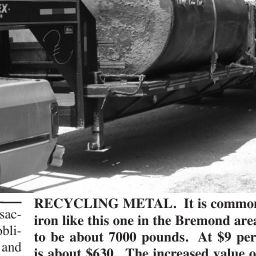 EX
RECYCLING METAL. It is common
iron like this one in the Bremond area
to be about 7000 pounds. At $9 per
is about $630. The increased value o
sac-
obli-
and